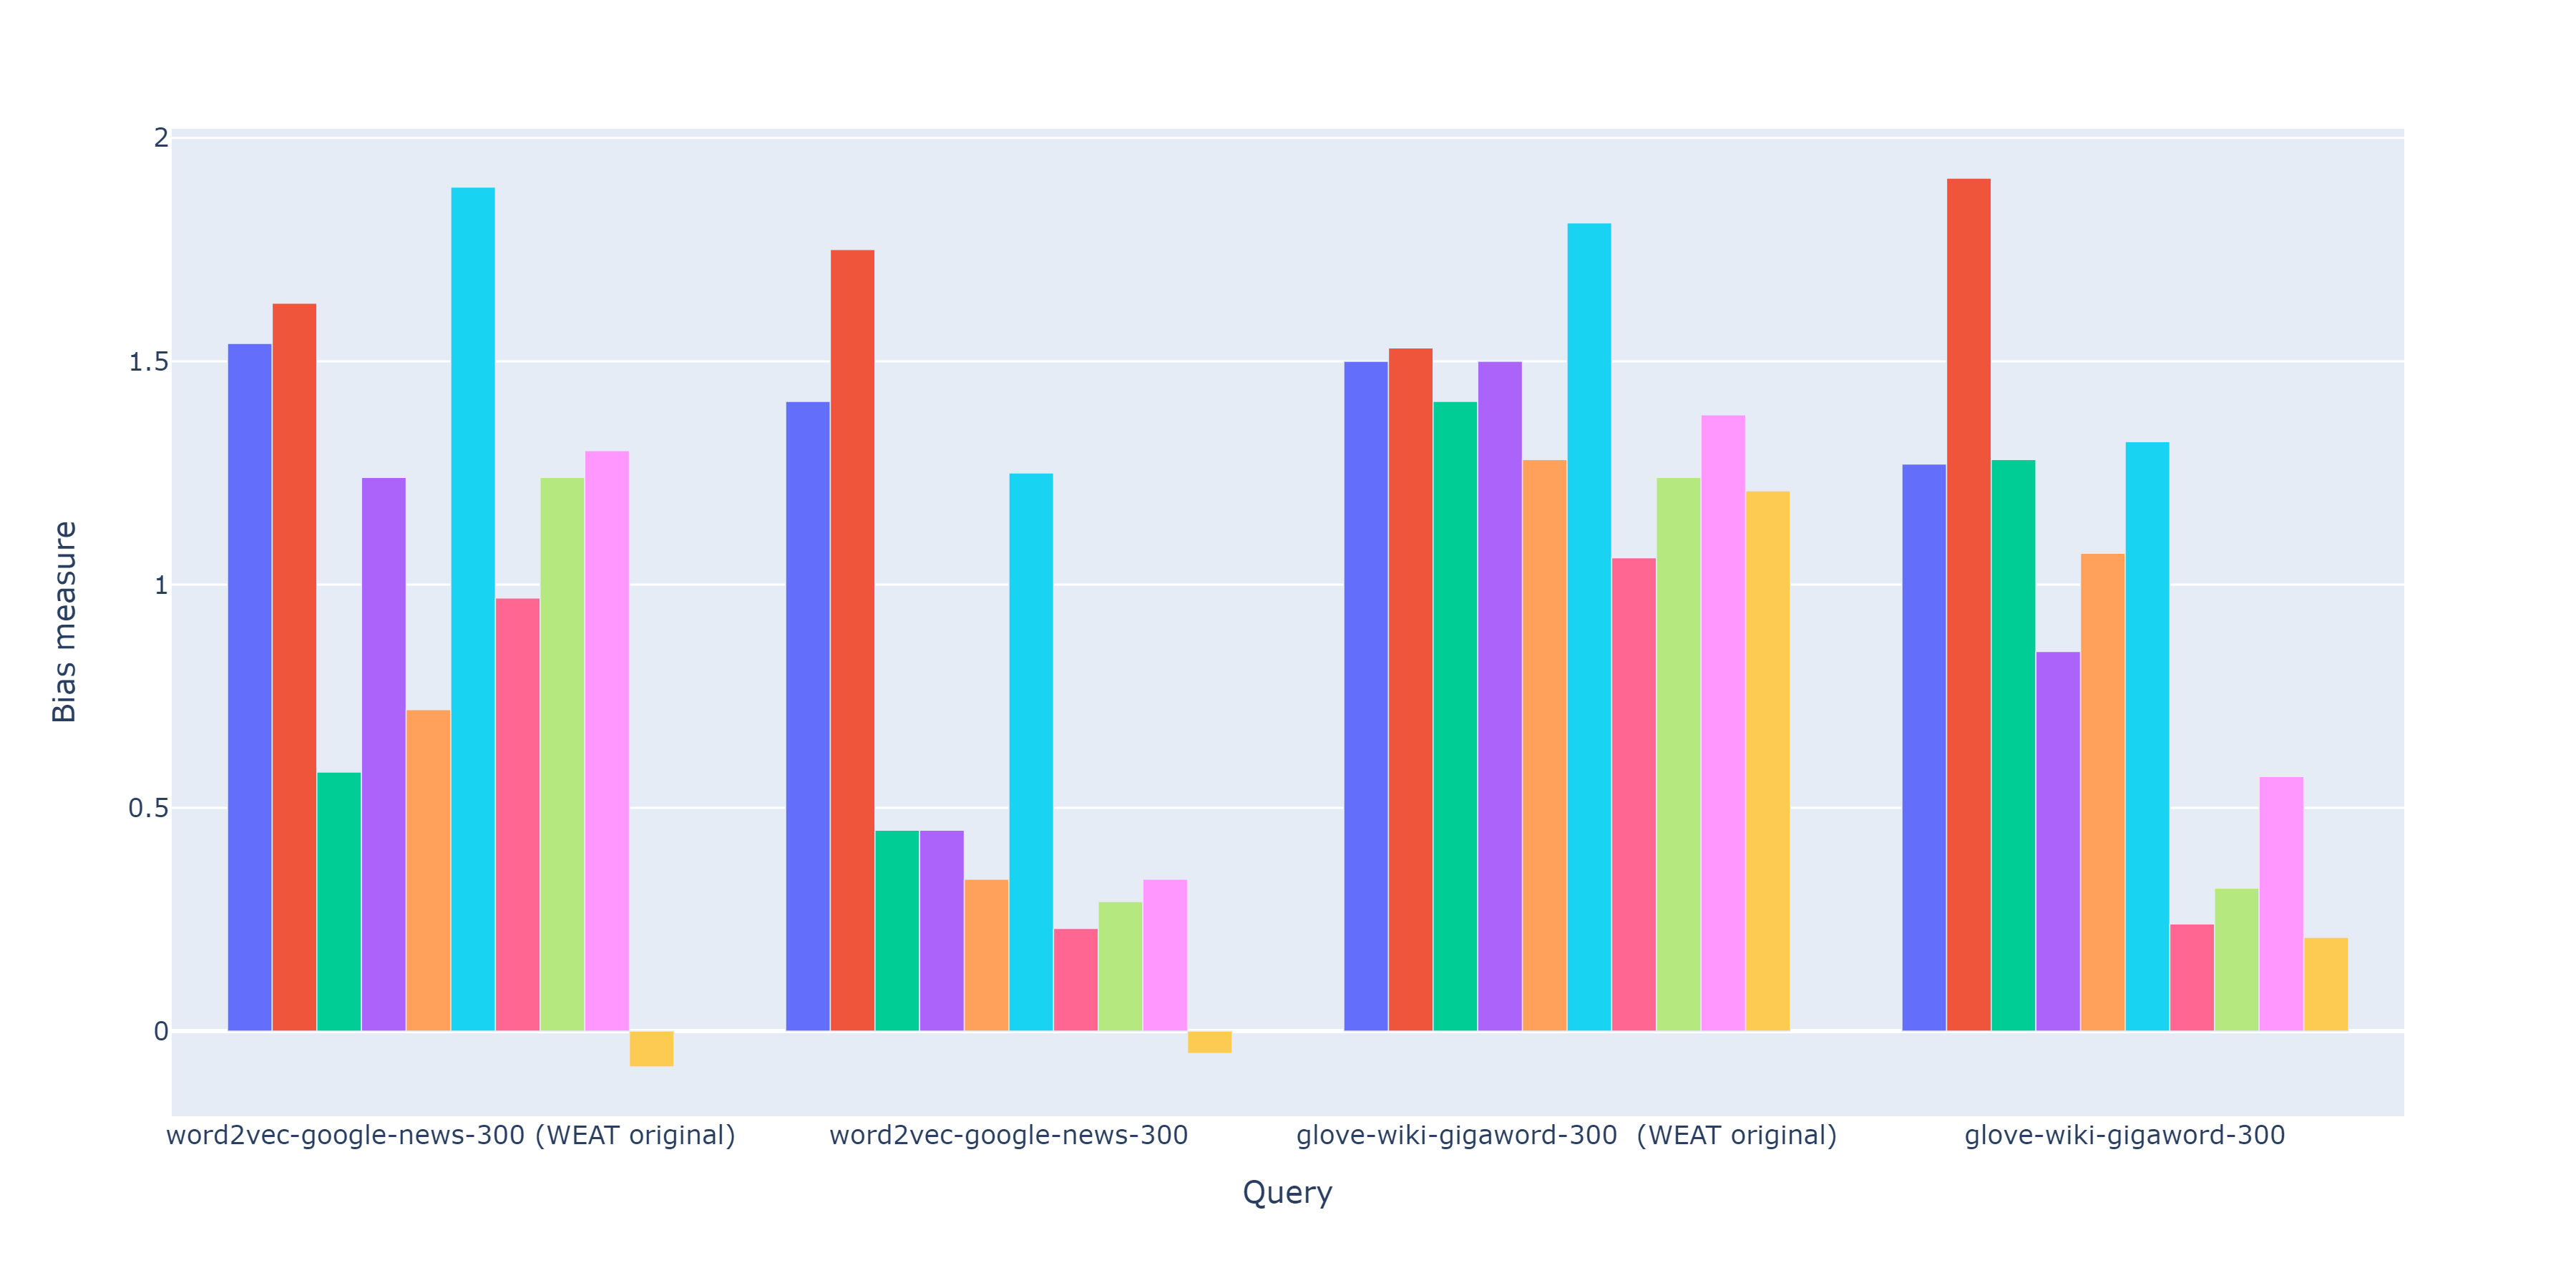 2
1.5
1
0.5
0
Bias measure
word2vec-google-news-300 (WEAT original)
word2vec-google-news-300
glove-wiki-gigaword-300  (WEAT original)
glove-wiki-gigaword-300
Query